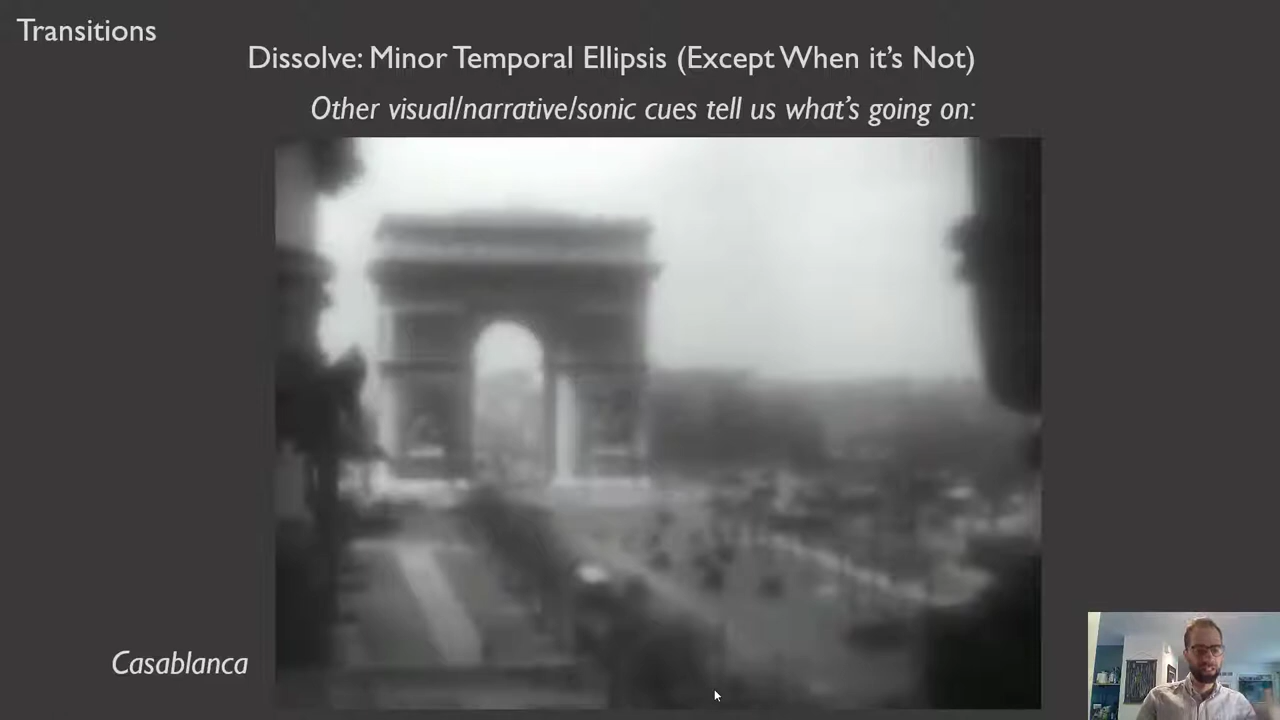 Transitions
Dissolve: Minor Temporal Ellipsis (Except When it's Not)
Other visual/narrative/sonic cues tell us what's going on:
Casablanca